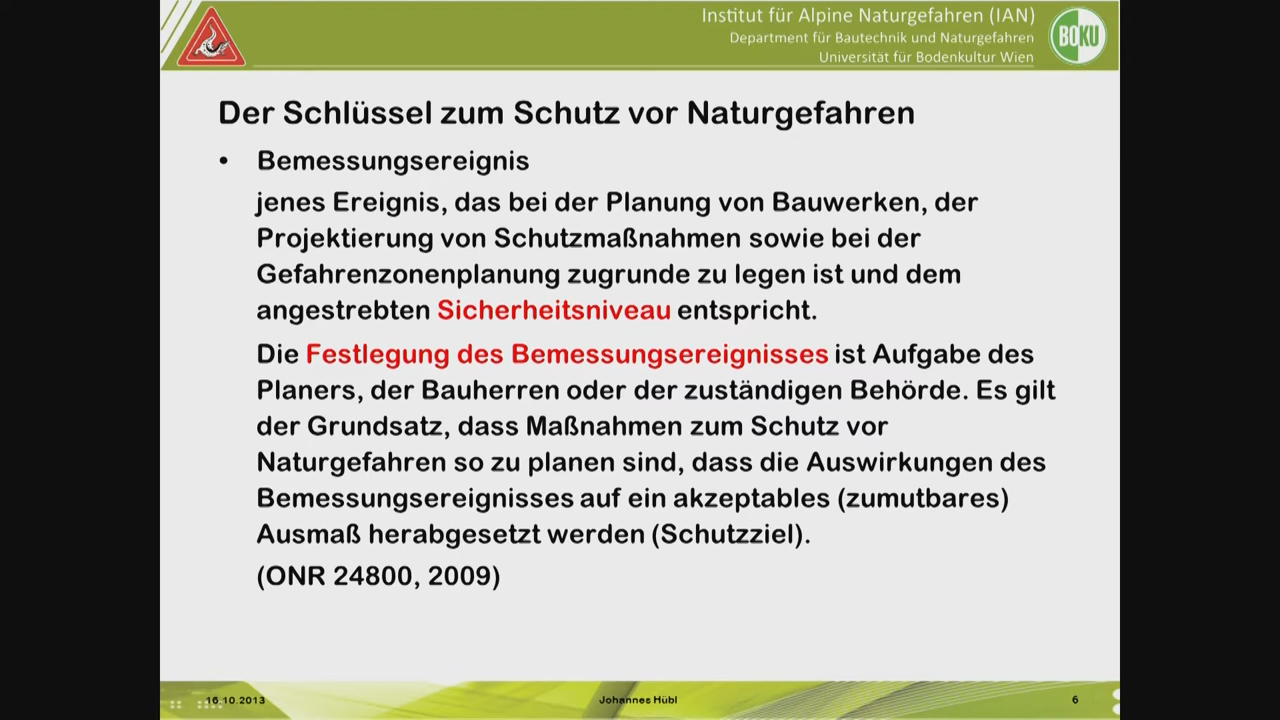 Institut für Alpine Naturgefahren (IAN)
Department für Bautechnik und Naturgefahren
Universität für Bodenkultur Wien
BOKU
Der Schlüssel zum Schutz vor Naturgefahren
• Bemessungsereignis
jenes Ereignis, das bei der Planung von Bauwerken, der
Projektierung von Schutzmaßnahmen sowie bei der
Gefahrenzonenplanung zugrunde zu legen ist und dem
angestrebten Sicherheitsniveau entspricht.
Die Festlegung des Bemessungsereignisses ist Aufgabe des
Planers, der Bauherren oder der zuständigen Behörde. Es gilt
der Grundsatz, dass Maßnahmen zum Schutz vor
Naturgefahren so zu planen sind, dass die Auswirkungen des
Bemessungsereignisses auf ein akzeptables (zumutbares)
Ausmaß herabgesetzt werden (Schutzziel).
(ONR 24800, 2009)
16.10.2013
Johannes Hübl
6